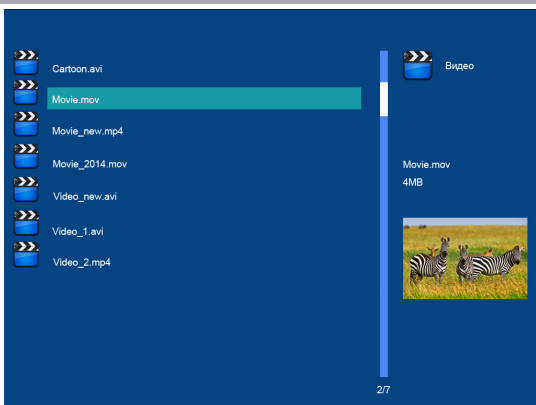 Cartoon.avi
Movie.mov
Movie_new.mp4
Movie_2014.mov
Video_new.avi
Video_1.avi
Video_2.mp4
Видео
Movie.mov
4MB
2/7